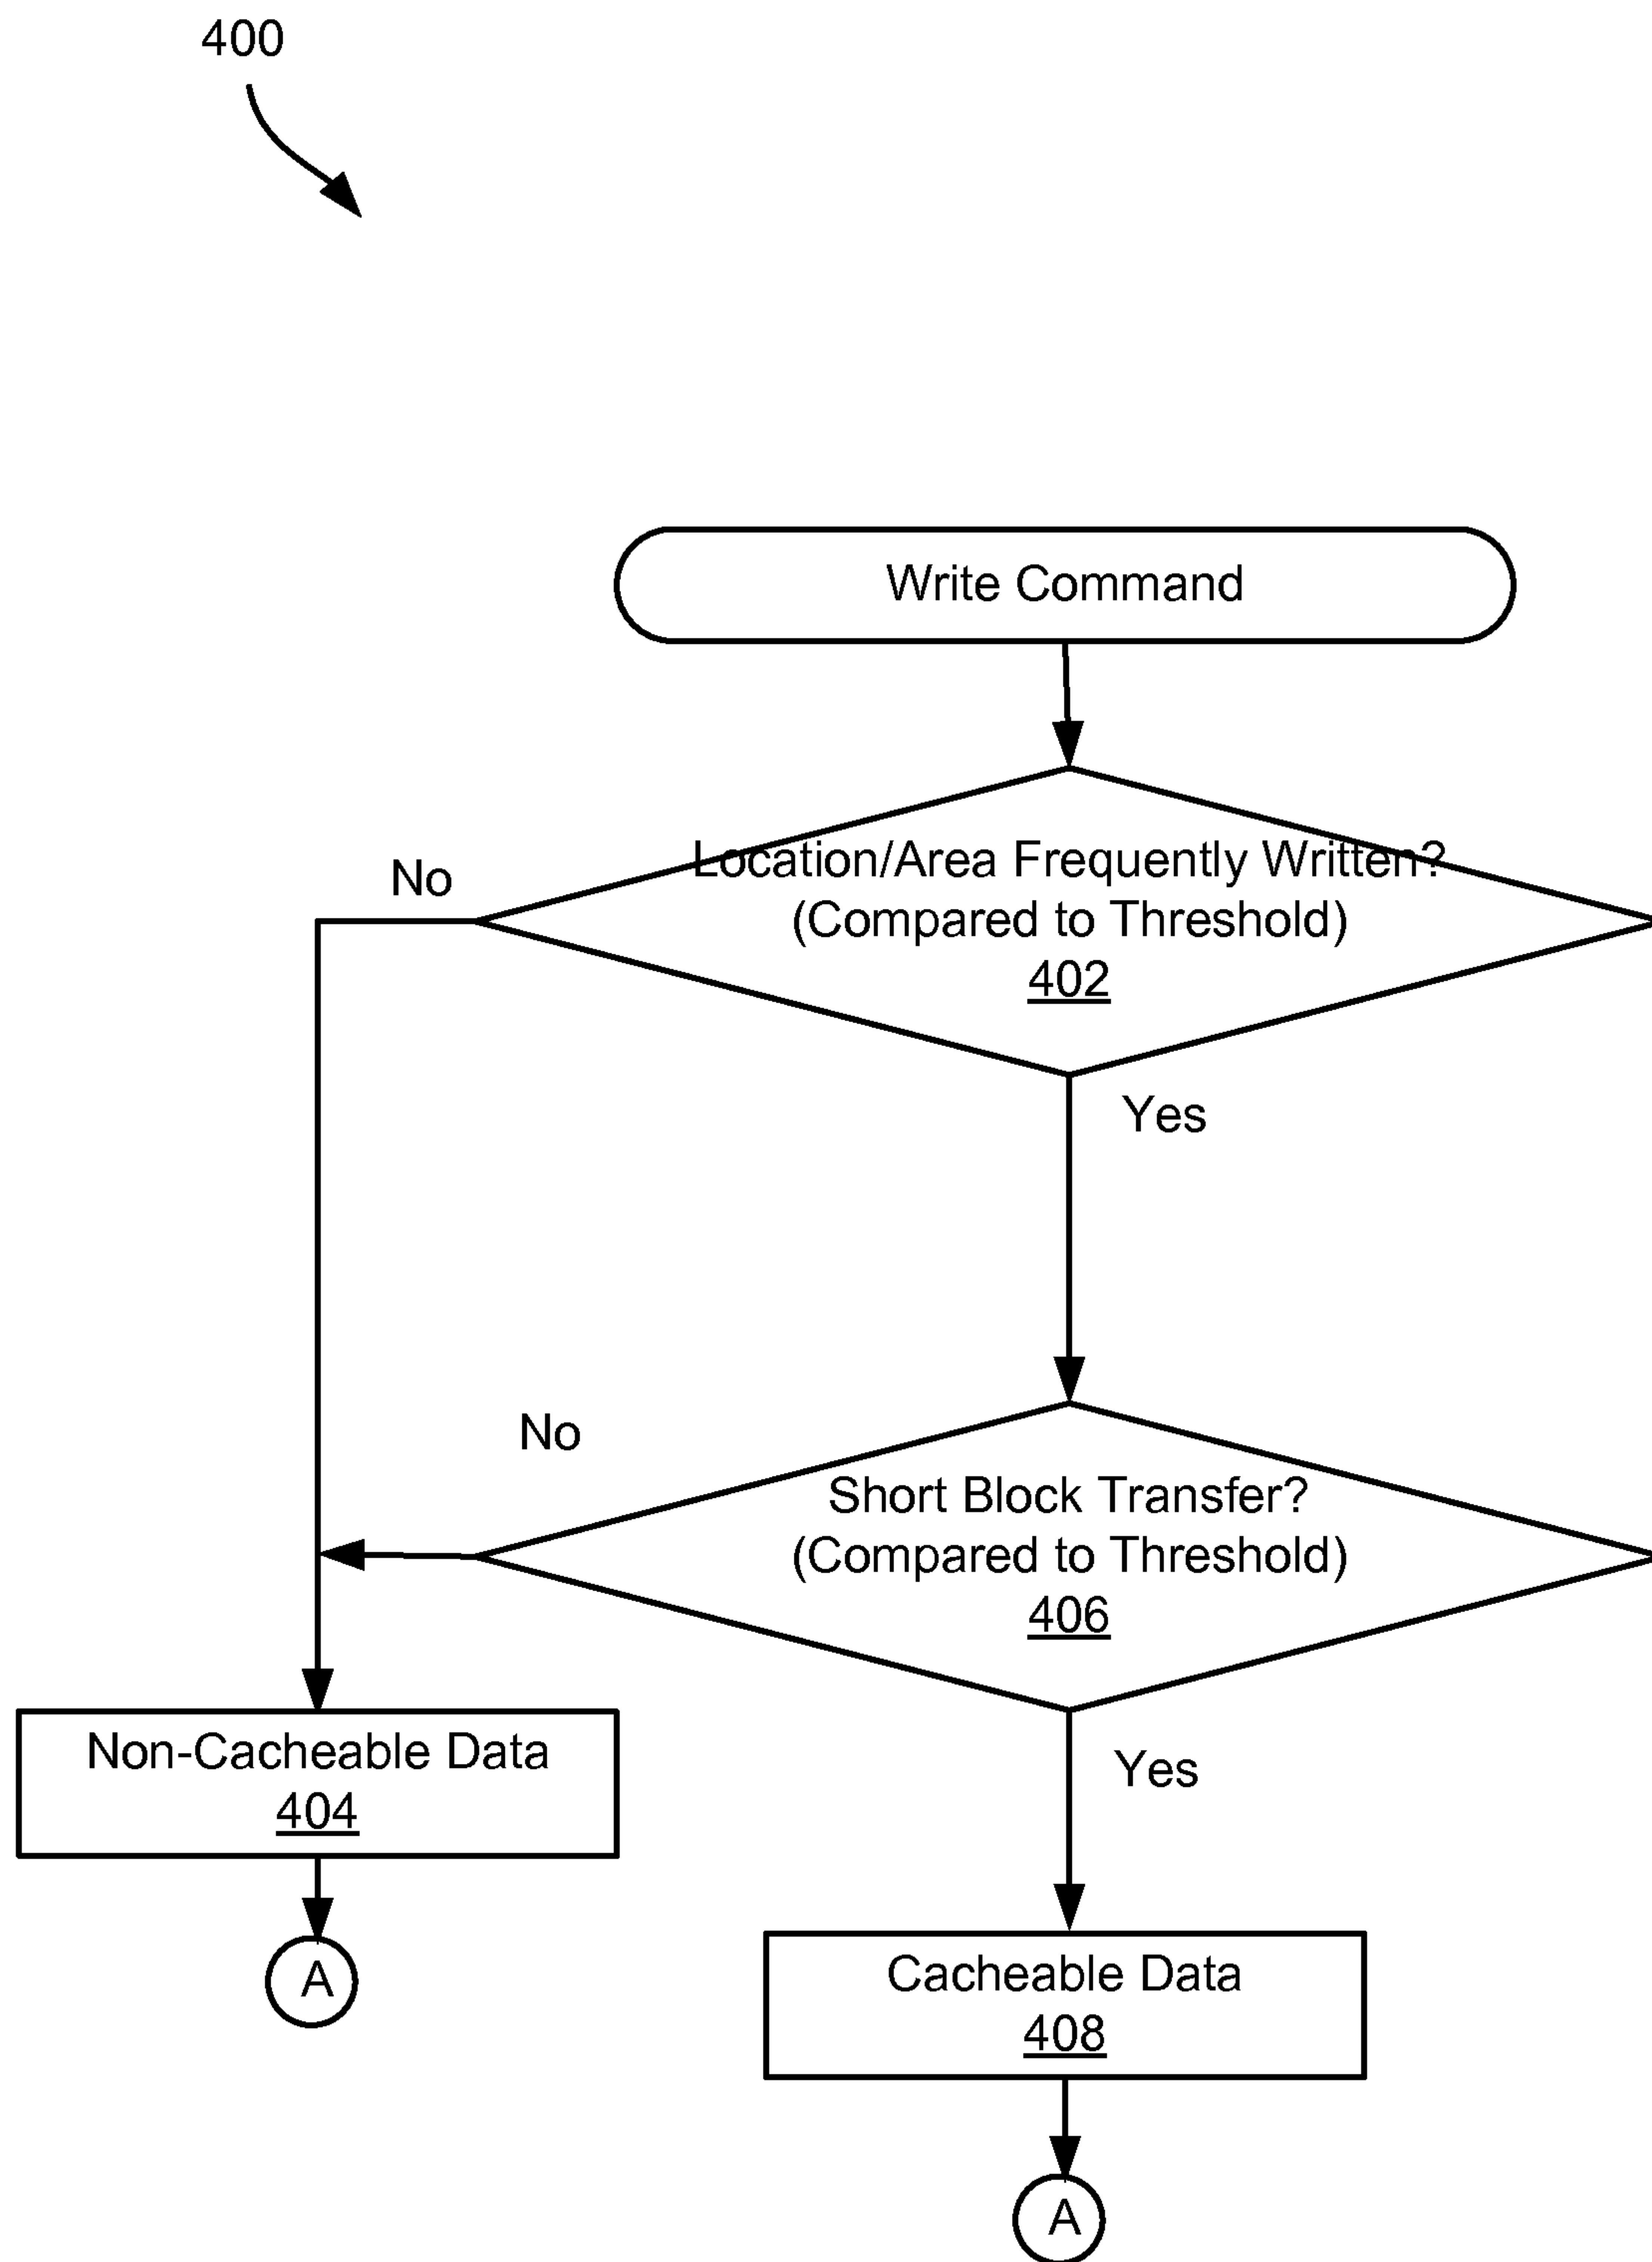 400
Write Command
Location/Area Frequently Written?
(Compared to Threshold)
402
No
Yes
No
Short Block Transfer?
(Compared to Threshold)
406
Non-Cacheable Data
404
Yes
A
Cacheable Data
408
A